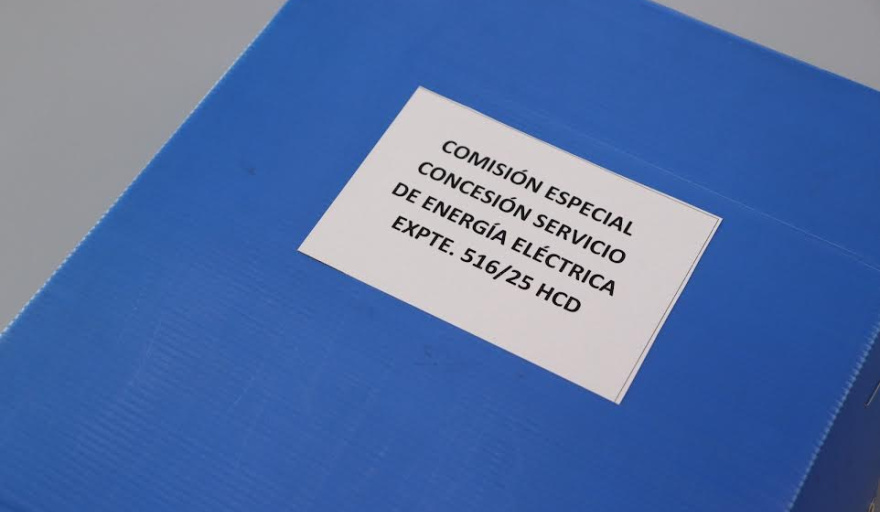 COMISIÓN ESPECIAL
CONCESIÓN SERVICIO
DE ENERGÍA ELÉCTRICA
EXPTE. 516/25 HCD